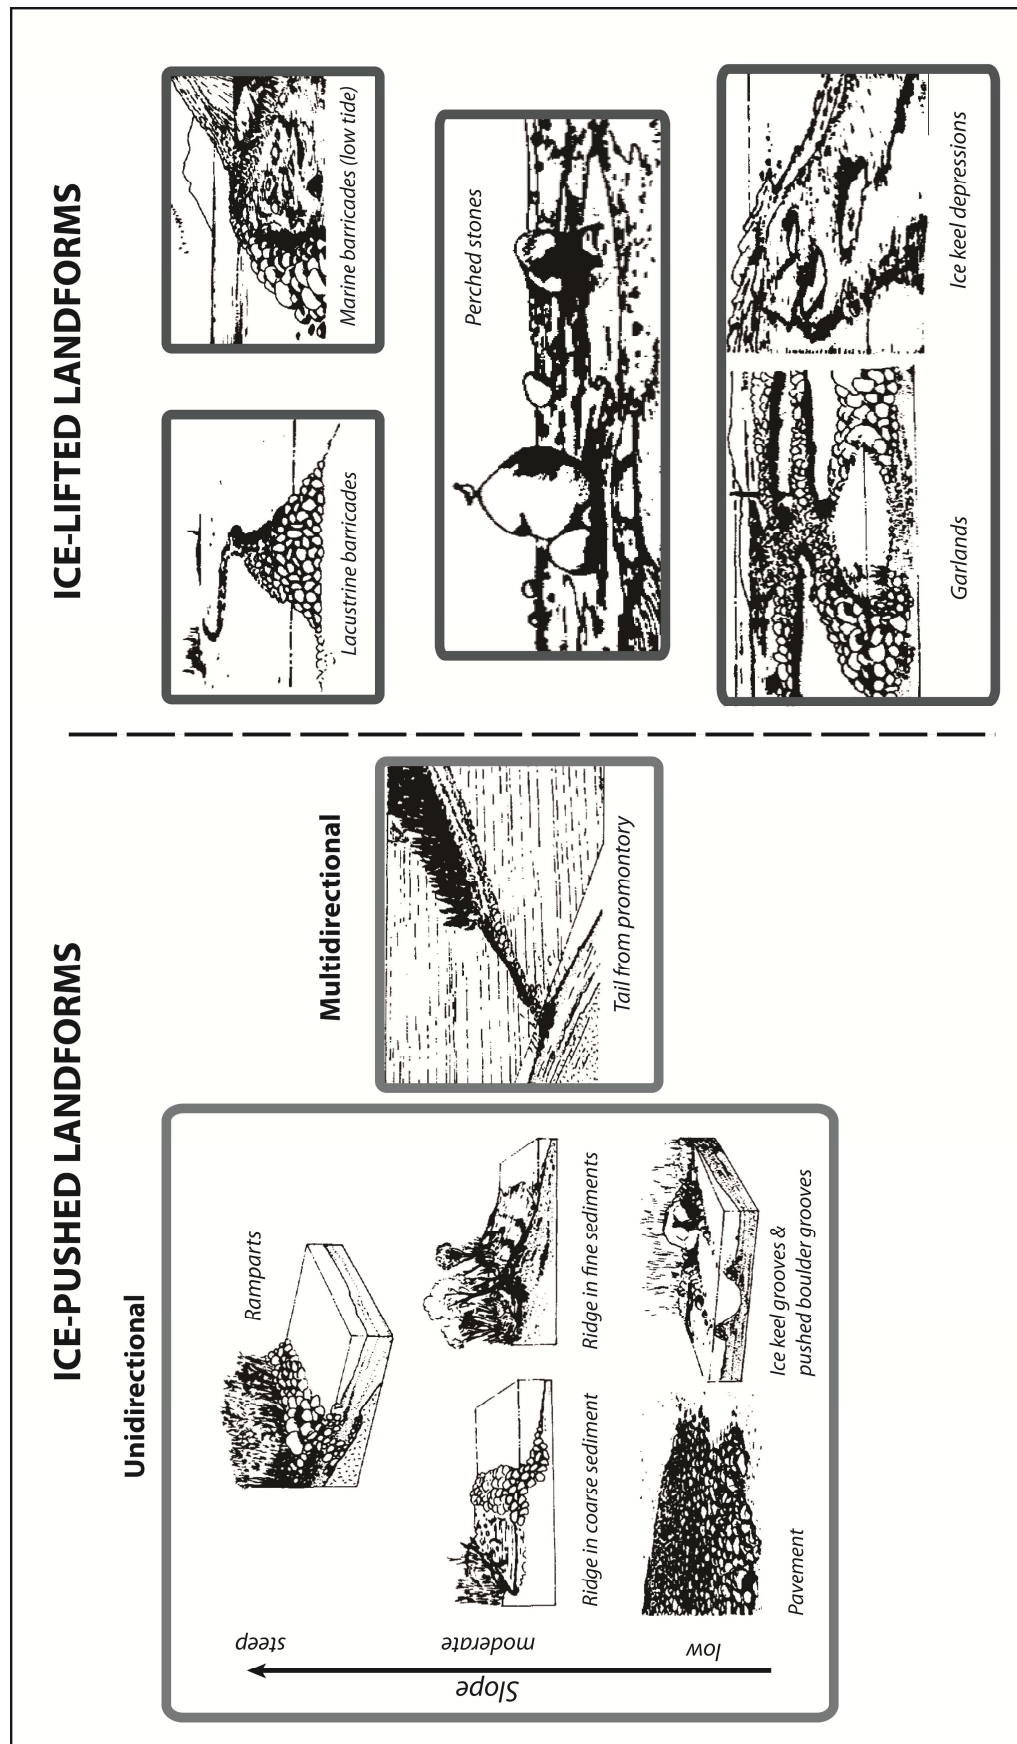 ICE-PUSHED LANDFORMS
Unidirectional
Ramparts
Ridge in coarse sediment
Ridge in fine sediments
Pavement
Ice keel grooves &
pushed boulder grooves
steep
moderate
low
Slope
Multidirectional
Tail from promontory
ICE-LIFTED LANDFORMS
Lacustrine barricades
Marine barricades (low tide)
Perched stones
Garlands
Ice keel depressions